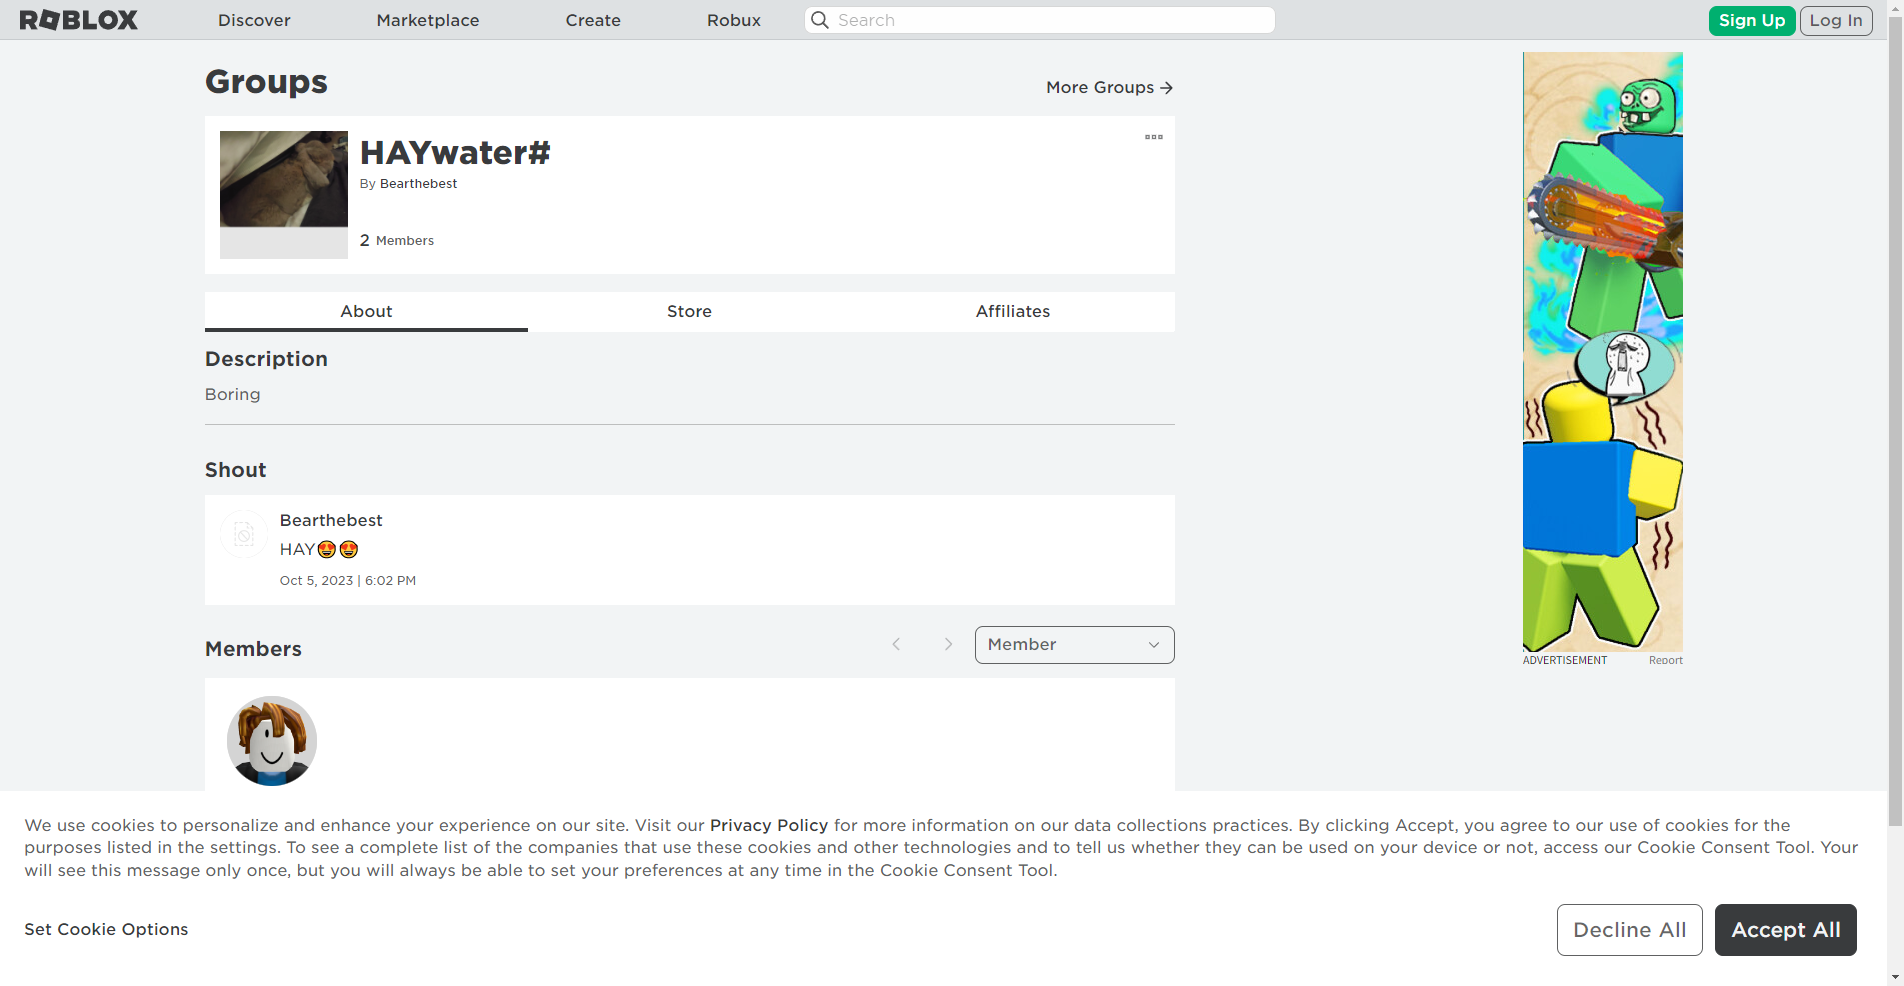 ROBLOX
Discover
Marketplace
Create
Robux
Search
Sign Up
Log In
Groups
More Groups
HAYwater#
By Bearthebest
2 Members
About
Store
Affiliates
Description
Boring
Shout
Bearthebest
HAY😍😍
Oct 5, 2023 | 6:02 PM
Members
Member
ADVERTISEMENT
Report
We use cookies to personalize and enhance your experience on our site. Visit our Privacy Policy for more information on our data collections practices. By clicking Accept, you agree to our use of cookies for the
purposes listed in the settings. To see a complete list of the companies that use these cookies and other technologies and to tell us whether they can be used on your device or not, access our Cookie Consent Tool. Your
will see this message only once, but you will always be able to set your preferences at any time in the Cookie Consent Tool.
Set Cookie Options
Decline All
Accept All